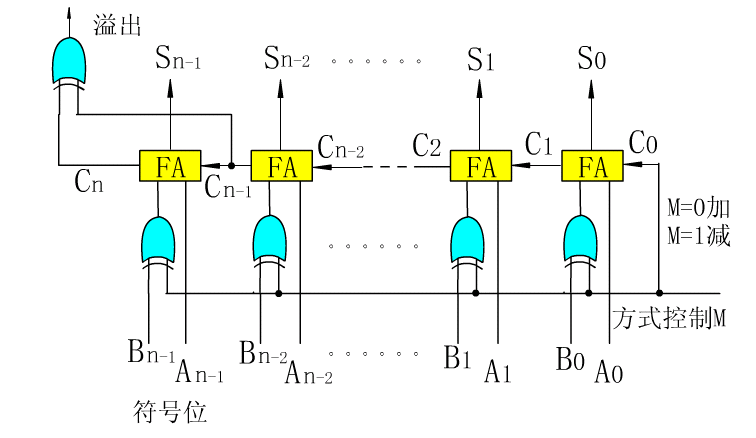 溢出
Sn-1 Sn-2 。。。。。。 S1 S0
Cn FA Cn-1 FA Cn-2 C2 FA C1 FA C0
M=0加
M=1减
。。。。。。
方式控制M
Bn-1 An-1 Bn-2 An-2 。。。。。。 B1 A1 B0 A0
符号位